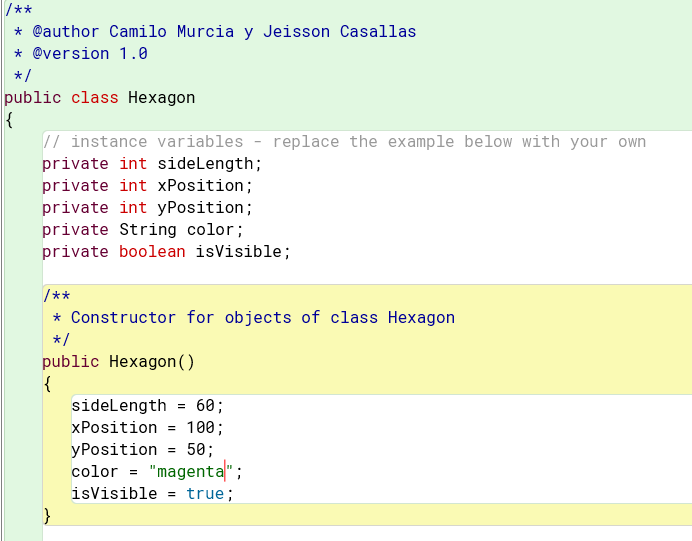 /**
 * @author Camilo Murcia y Jeisson Casallas
 * @version 1.0
 */
public class Hexagon
{
    // instance variables - replace the example below with your own
    private int sideLength;
    private int xPosition;
    private int yPosition;
    private String color;
    private boolean isVisible;
    /**
     * Constructor for objects of class Hexagon
     */
    public Hexagon()
    {
       sideLength = 60;
       xPosition = 100;
       yPosition = 50;
       color = "magenta";
       isVisible = true;
    }